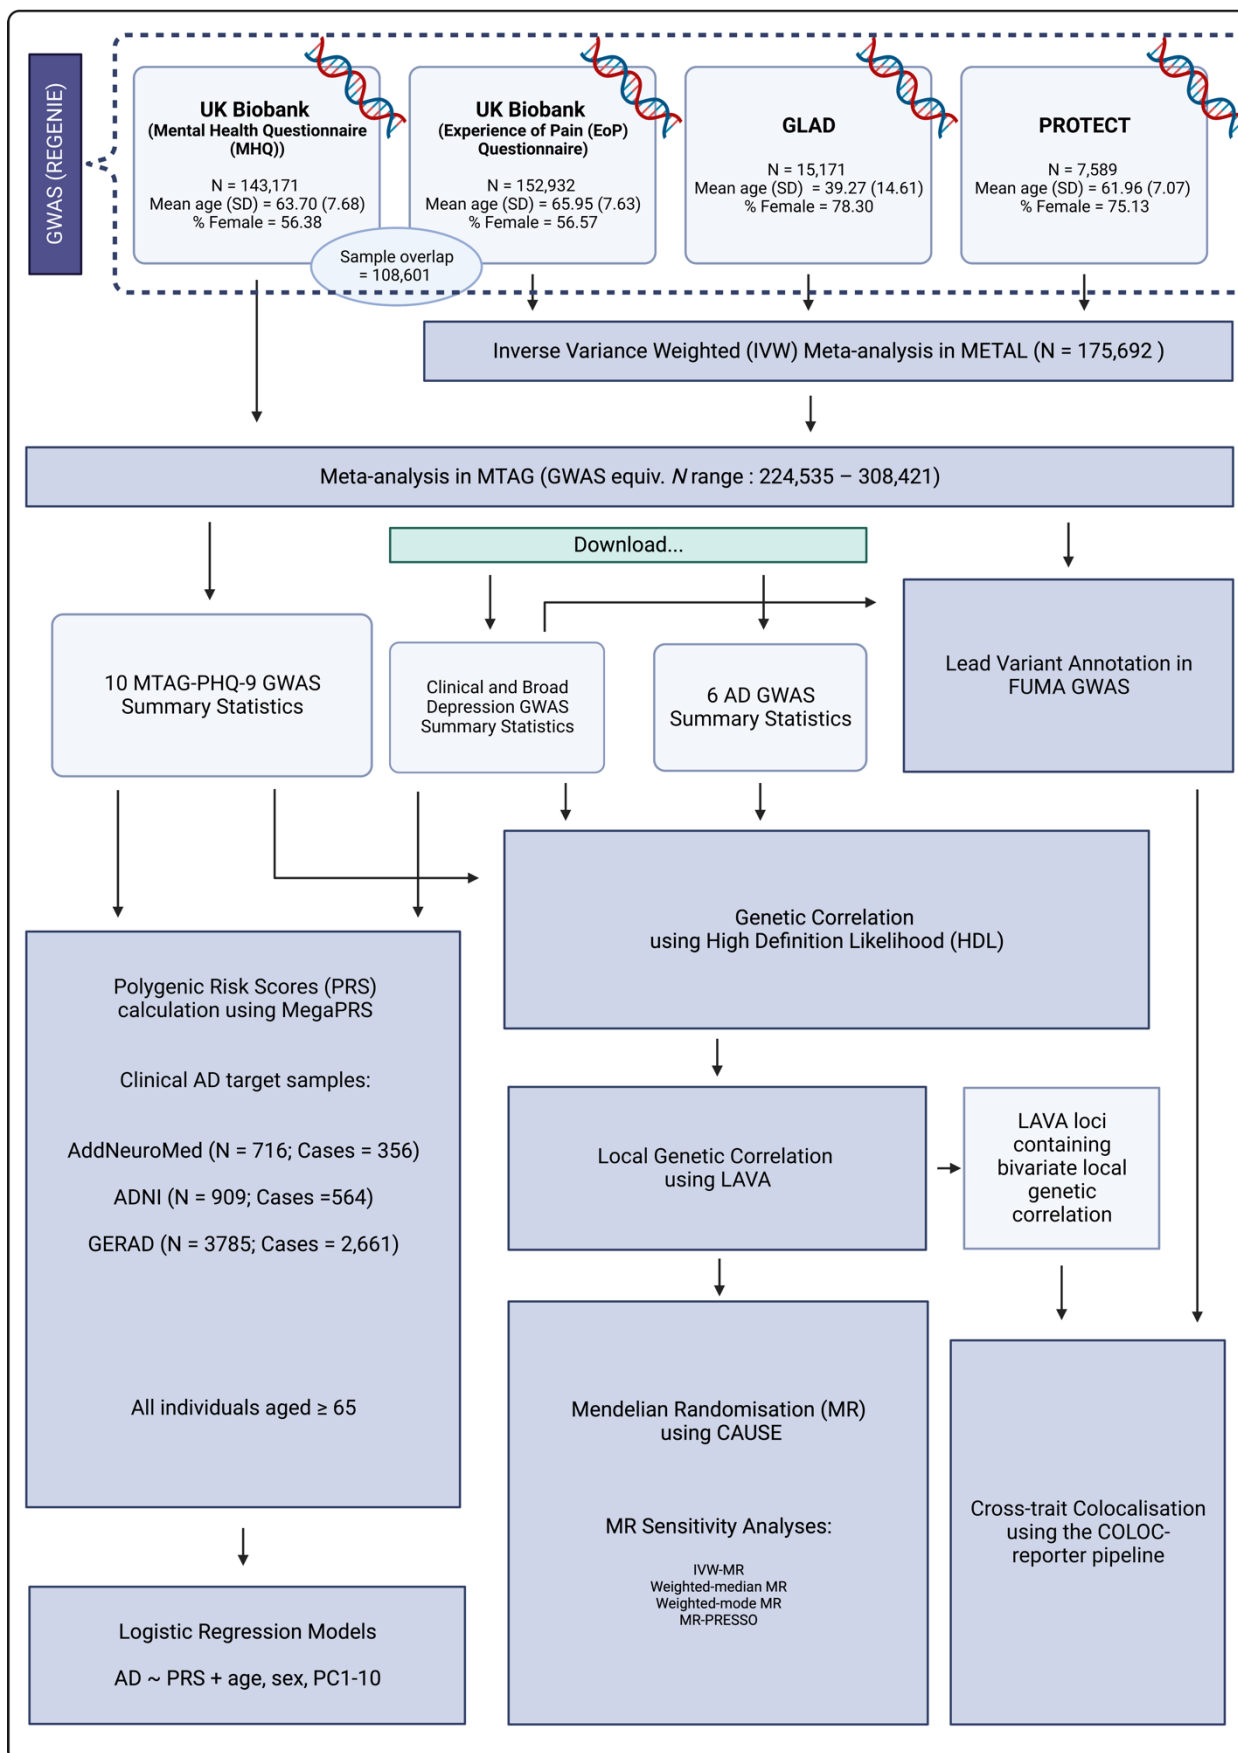 GWAS (REGENIE)
UK Biobank
(Mental Health Questionnaire
(MHQ))
N = 143,171
Mean age (SD) = 63.70 (7.68)
% Female = 56.38
UK Biobank
(Experience of Pain (EoP)
Questionnaire)
N = 152,932
Mean age (SD) = 65.95 (7.63)
% Female = 56.57
Sample overlap
= 108,601
GLAD
N = 15,171
Mean age (SD) = 39.27 (14.61)
% Female = 78.30
PROTECT
N = 7,589
Mean age (SD) = 61.96 (7.07)
% Female = 75.13
Inverse Variance Weighted (IVW) Meta-analysis in METAL (N = 175,692 )
Meta-analysis in MTAG (GWAS equiv. N range : 224,535 – 308,421)
Download...
10 MTAG-PHQ-9 GWAS
Summary Statistics
Clinical and Broad
Depression GWAS
Summary Statistics
6 AD GWAS
Summary Statistics
Lead Variant Annotation in
FUMA GWAS
Genetic Correlation
using High Definition Likelihood (HDL)
Polygenic Risk Scores (PRS)
calculation using MegaPRS
Clinical AD target samples:
AddNeuroMed (N = 716; Cases = 356)
ADNI (N = 909; Cases =564)
GERAD (N = 3785; Cases = 2,661)
All individuals aged ≥ 65
Local Genetic Correlation
using LAVA
LAVA loci
containing
bivariate local
genetic
correlation
Mendelian Randomisation (MR)
using CAUSE
MR Sensitivity Analyses:
IVW-MR
Weighted-median MR
Weighted-mode MR
MR-PRESSO
Cross-trait Colocalisation
using the COLOC-
reporter pipeline
Logistic Regression Models
AD ~ PRS + age, sex, PC1-10